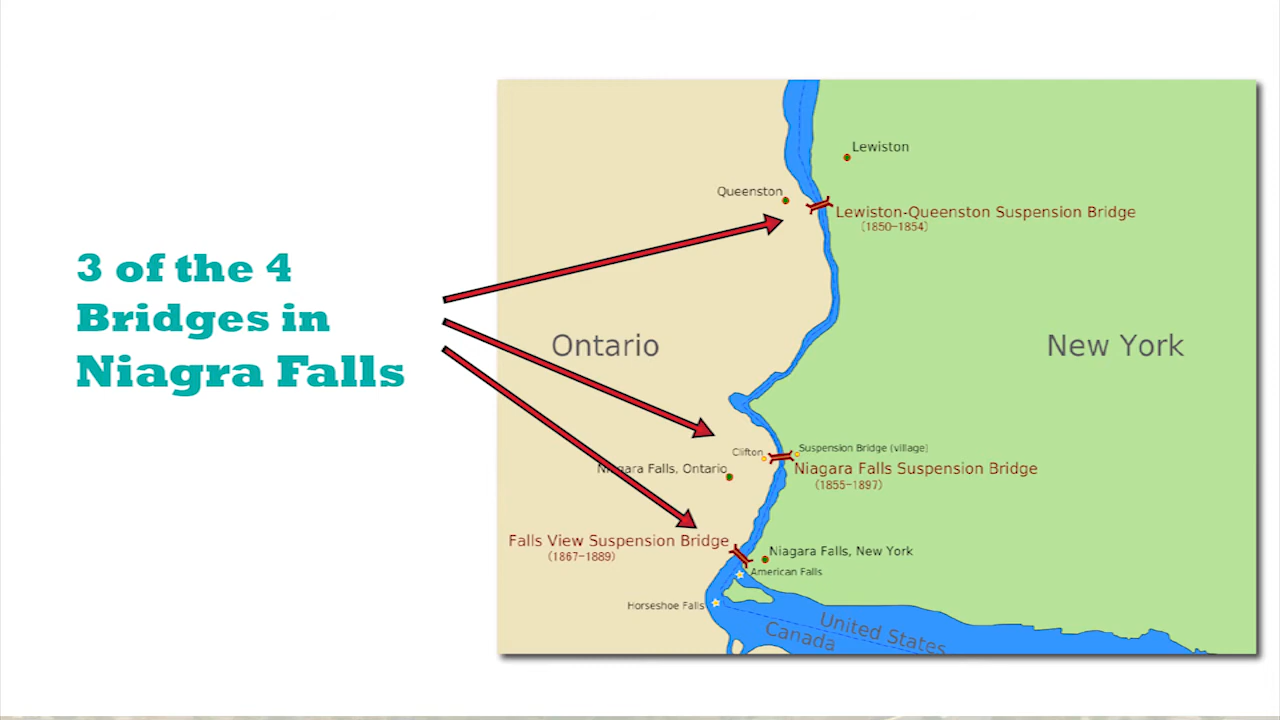 3 of the 4
Bridges in
Niagra Falls
Lewiston
Queenston
Lewiston-Queenston Suspension Bridge
(1850-1854)
Ontario
New York
Clifton
Suspension Bridge (village)
Niagara Falls, Ontario
Niagara Falls Suspension Bridge
(1855-1897)
Falls View Suspension Bridge
(1867-1889)
Niagara Falls, New York
American Falls
Horseshoe Falls
United States
Canada